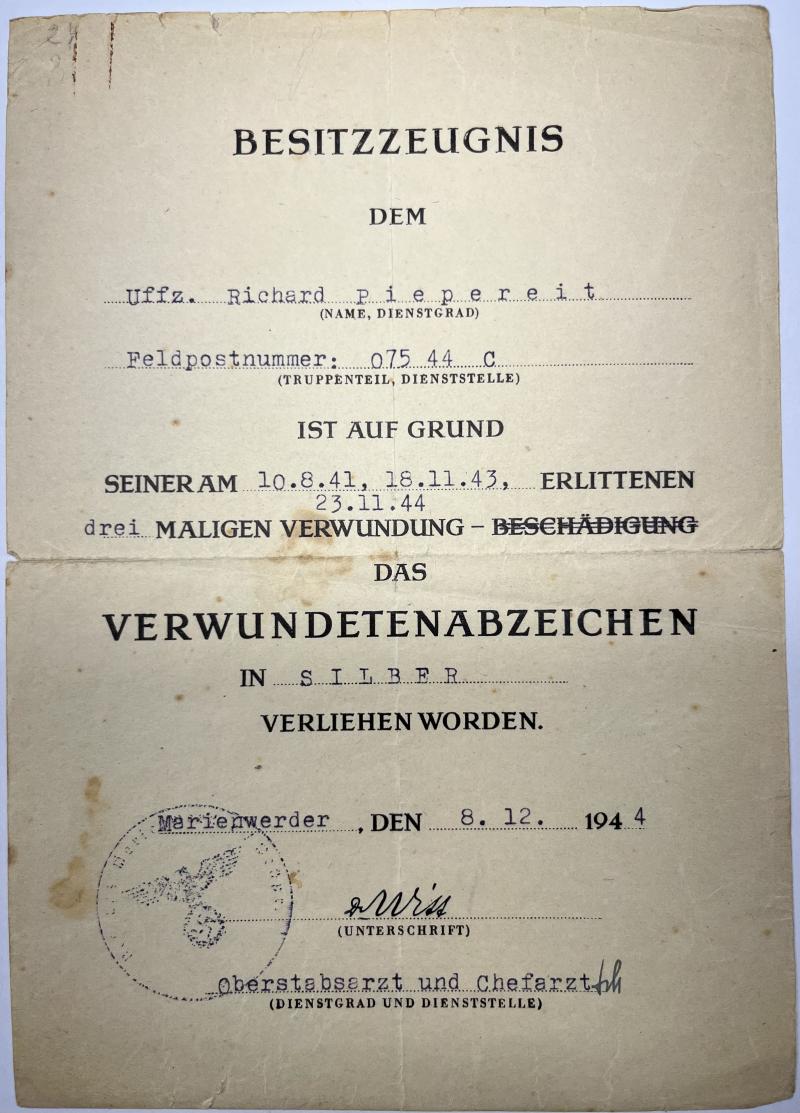 BESITZZEUGNIS
DEM
Uffz. Richard P i e p e r e i t
(NAME, DIENSTGRAD)
Feldpostnummer: 075 44 C
(TRUPPENTEIL, DIENSTSTELLE)
IST AUF GRUND
SEINER AM 10.8.41, 18.11.43, ERLITTENEN
23.11.44
drei MALIGEN VERWUNDUNG – BESCHÄDIGUNG
DAS
VERWUNDETENABZEICHEN
IN S I L B E R
VERLIEHEN WORDEN.
Marienwerder , DEN 8. 12. 194 4
(UNTERSCHRIFT)
Oberstabsarzt und Chefarzt
(DIENSTGRAD UND DIENSTSTELLE)